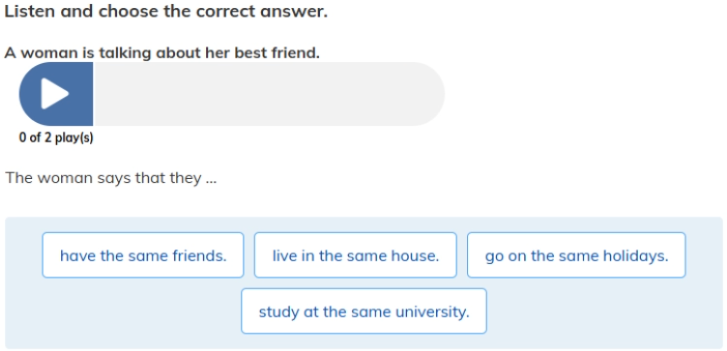 Listen and choose the correct answer.
A woman is talking about her best friend.
0 of 2 play(s)
The woman says that they ...
have the same friends.
live in the same house.
go on the same holidays.
study at the same university.